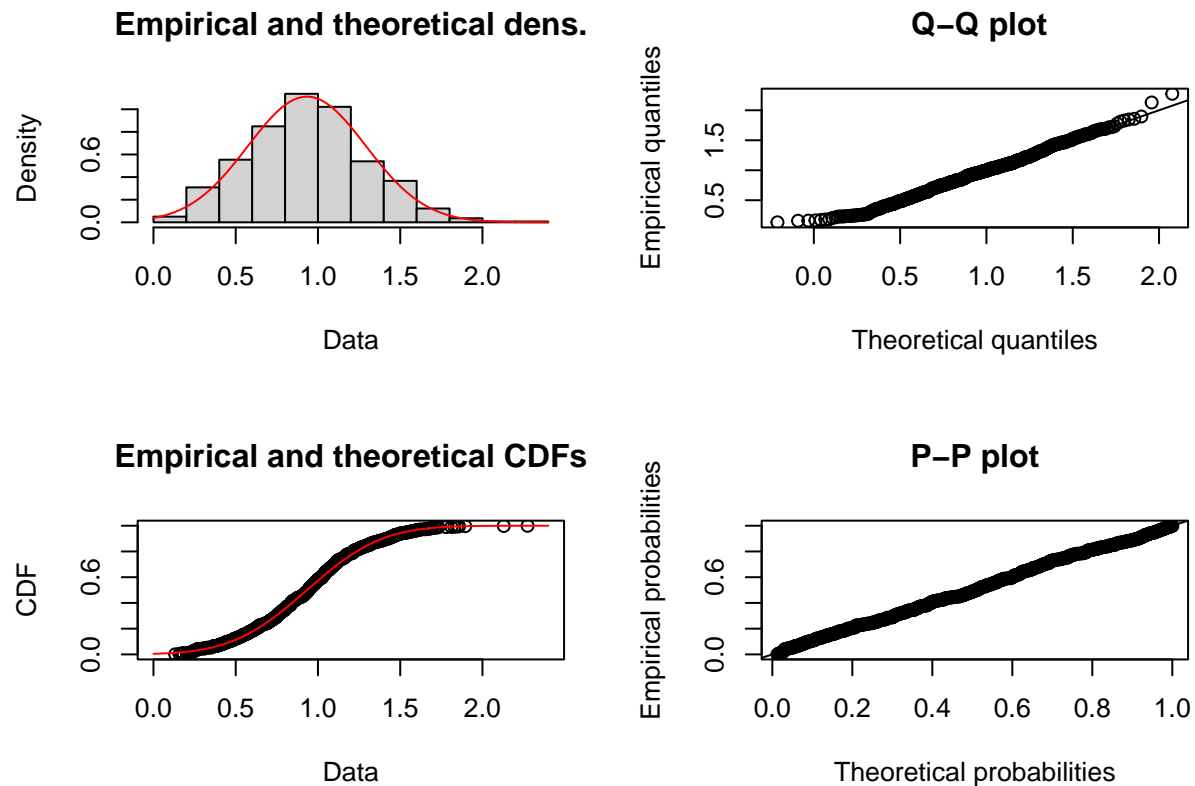 Empirical and theoretical dens.
Density
0.0 0.6
0.0 0.5 1.0 1.5 2.0
Data
Q−Q plot
Empirical quantiles
0.5 1.5
0.0 0.5 1.0 1.5 2.0
Theoretical quantiles
Empirical and theoretical CDFs
CDF
0.0 0.6
0.0 0.5 1.0 1.5 2.0
Data
P−P plot
Empirical probabilities
0.0 0.6
0.0 0.2 0.4 0.6 0.8 1.0
Theoretical probabilities